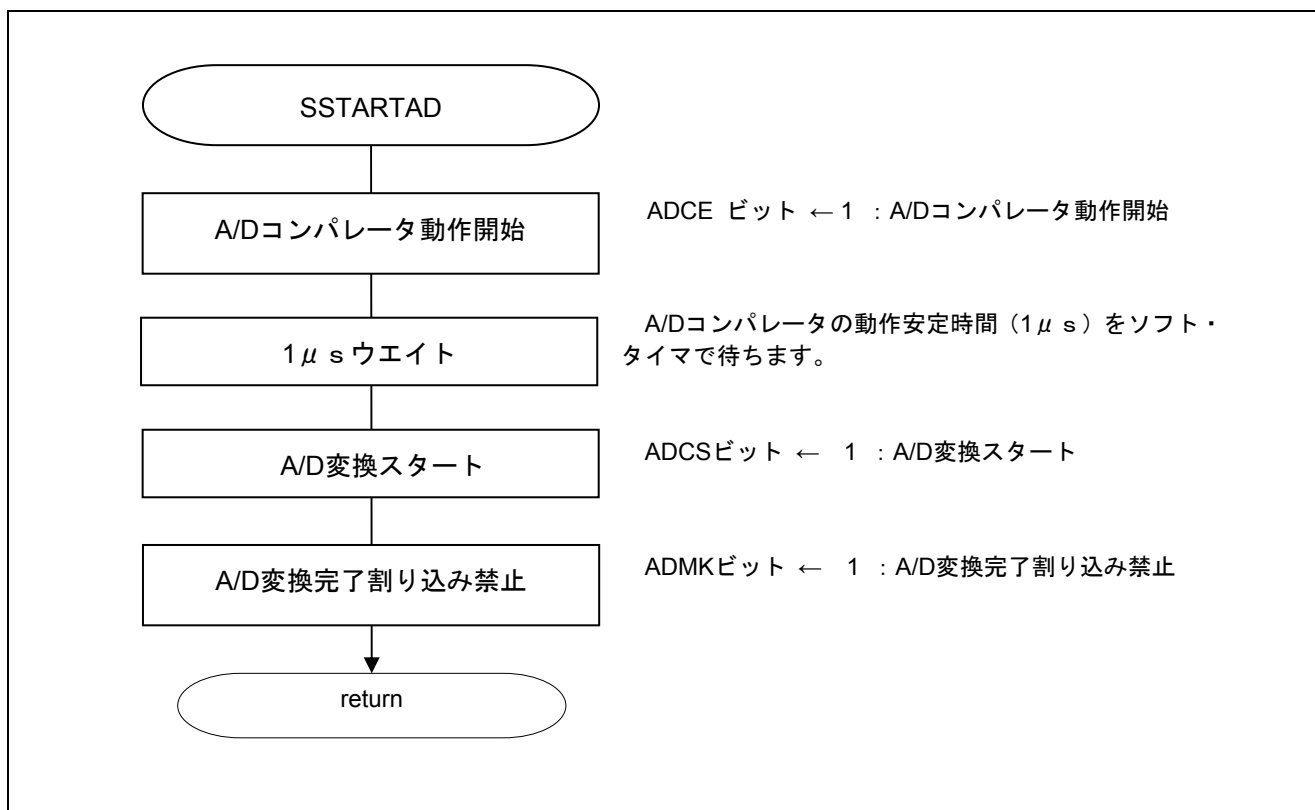 SSTARTAD
A/Dコンパレータ動作開始
ADCE ビット ← 1 ：A/Dコンパレータ動作開始
1μｓウエイト
A/Dコンパレータの動作安定時間（1μｓ）をソフト・
タイマで待ちます。
A/D変換スタート
ADCSビット ← 1 ：A/D変換スタート
A/D変換完了割り込み禁止
ADMKビット ← 1 ：A/D変換完了割り込み禁止
return